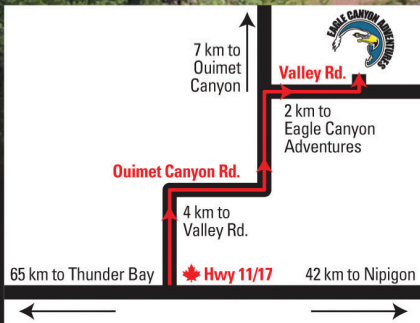 EAGLE CANYON ADVENTURES
7 km to
Ouimet
Canyon
Valley Rd.
2 km to
Eagle Canyon
Adventures
Ouimet Canyon Rd.
4 km to
Valley Rd.
65 km to Thunder Bay
Hwy 11/17
42 km to Nipigon